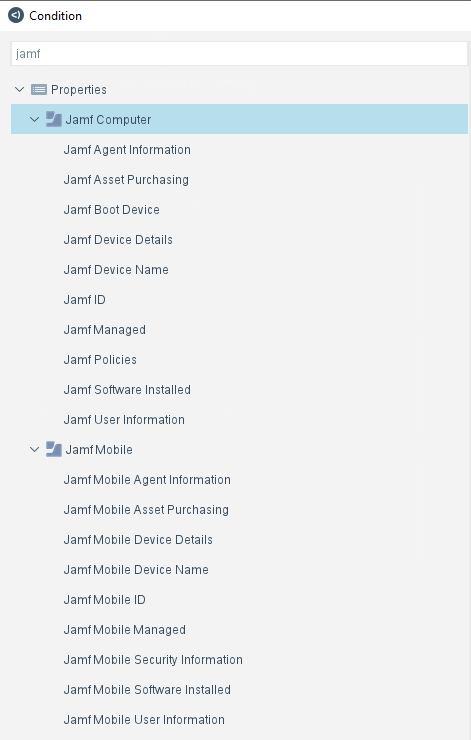 Condition
jamf
Properties
Jamf Computer
Jamf Agent Information
Jamf Asset Purchasing
Jamf Boot Device
Jamf Device Details
Jamf Device Name
Jamf ID
Jamf Managed
Jamf Policies
Jamf Software Installed
Jamf User Information
Jamf Mobile
Jamf Mobile Agent Information
Jamf Mobile Asset Purchasing
Jamf Mobile Device Details
Jamf Mobile Device Name
Jamf Mobile ID
Jamf Mobile Managed
Jamf Mobile Security Information
Jamf Mobile Software Installed
Jamf Mobile User Information